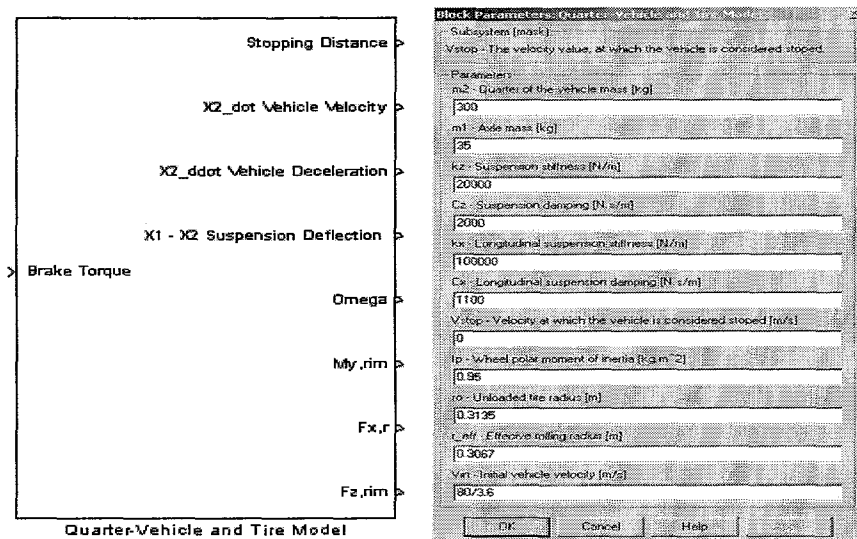 Stopping Distance
X2_dot Vehicle Velocity
X2_ddot Vehicle Deceleration
X1 - X2 Suspension Deflection
Brake Torque
Omega
My,rim
Fx,r
Fz,rim
Quarter-Vehicle and Tire Model
Block Parameters: Quarter-Vehicle and Tire Model
Subsystem (mask)
Vstop - The velocity value, at which the vehicle is considered stoped.
Parameters
m2 - Quarter of the vehicle mass [kg]
300
m1 - Axle mass [kg]
35
kz - Suspension stiffness [N/m]
20000
Cz - Suspension damping [N.s/m]
2000
kx - Longitudinal suspension stiffness [N/m]
100000
Cx - Longitudinal suspension damping [N.s/m]
1100
Vstop - Velocity at which the vehicle is considered stoped [m/s]
0
Ip - Wheel polar moment of inertia [kg.m^2]
0.95
ro - Unloaded tire radius [m]
0.3135
r_eff - Effective rolling radius [m]
0.3067
Vin - Initial vehicle velocity [m/s]
80/3.6
OK
Cancel
Help